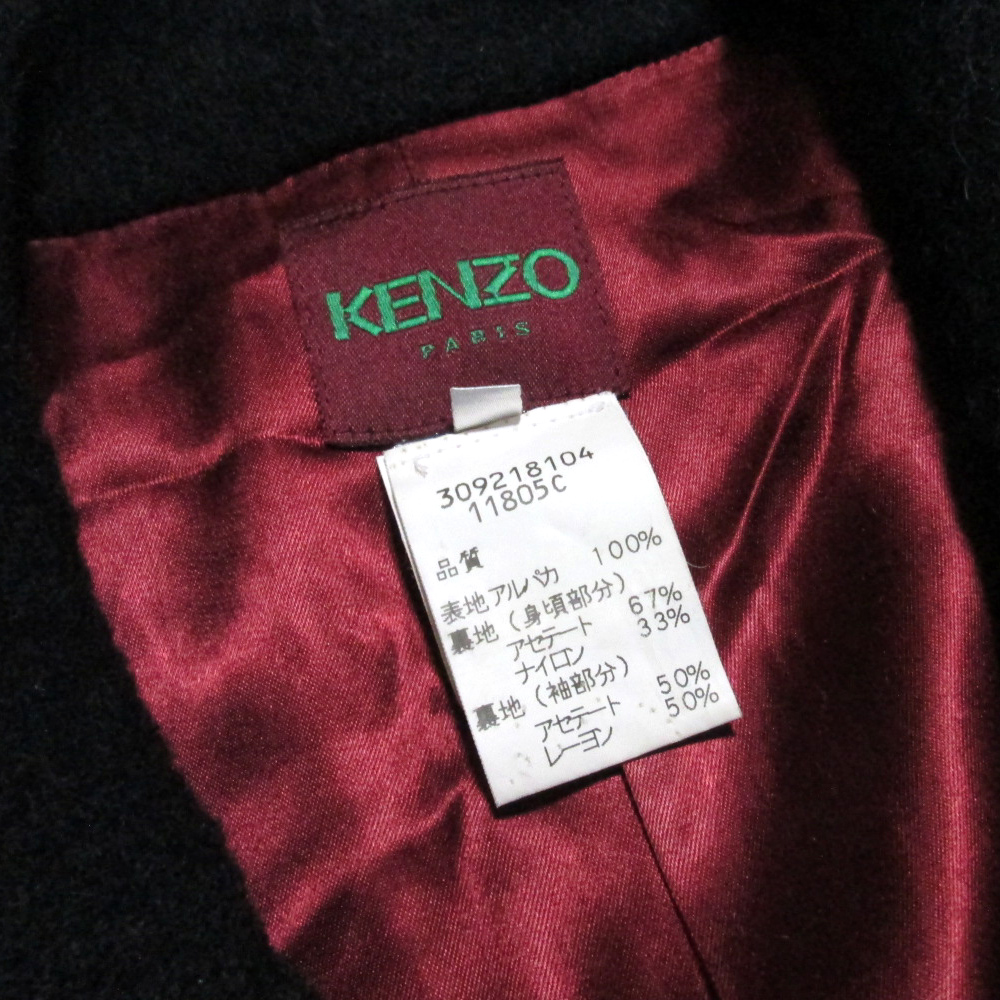 KENZO
PARIS
309218104
11805C
品質
表地アルパカ 100%
裏地(身頃部分)
アセテート 67%
ナイロン 33%
裏地(袖部分)
アセテート 50%
レーヨン 50%